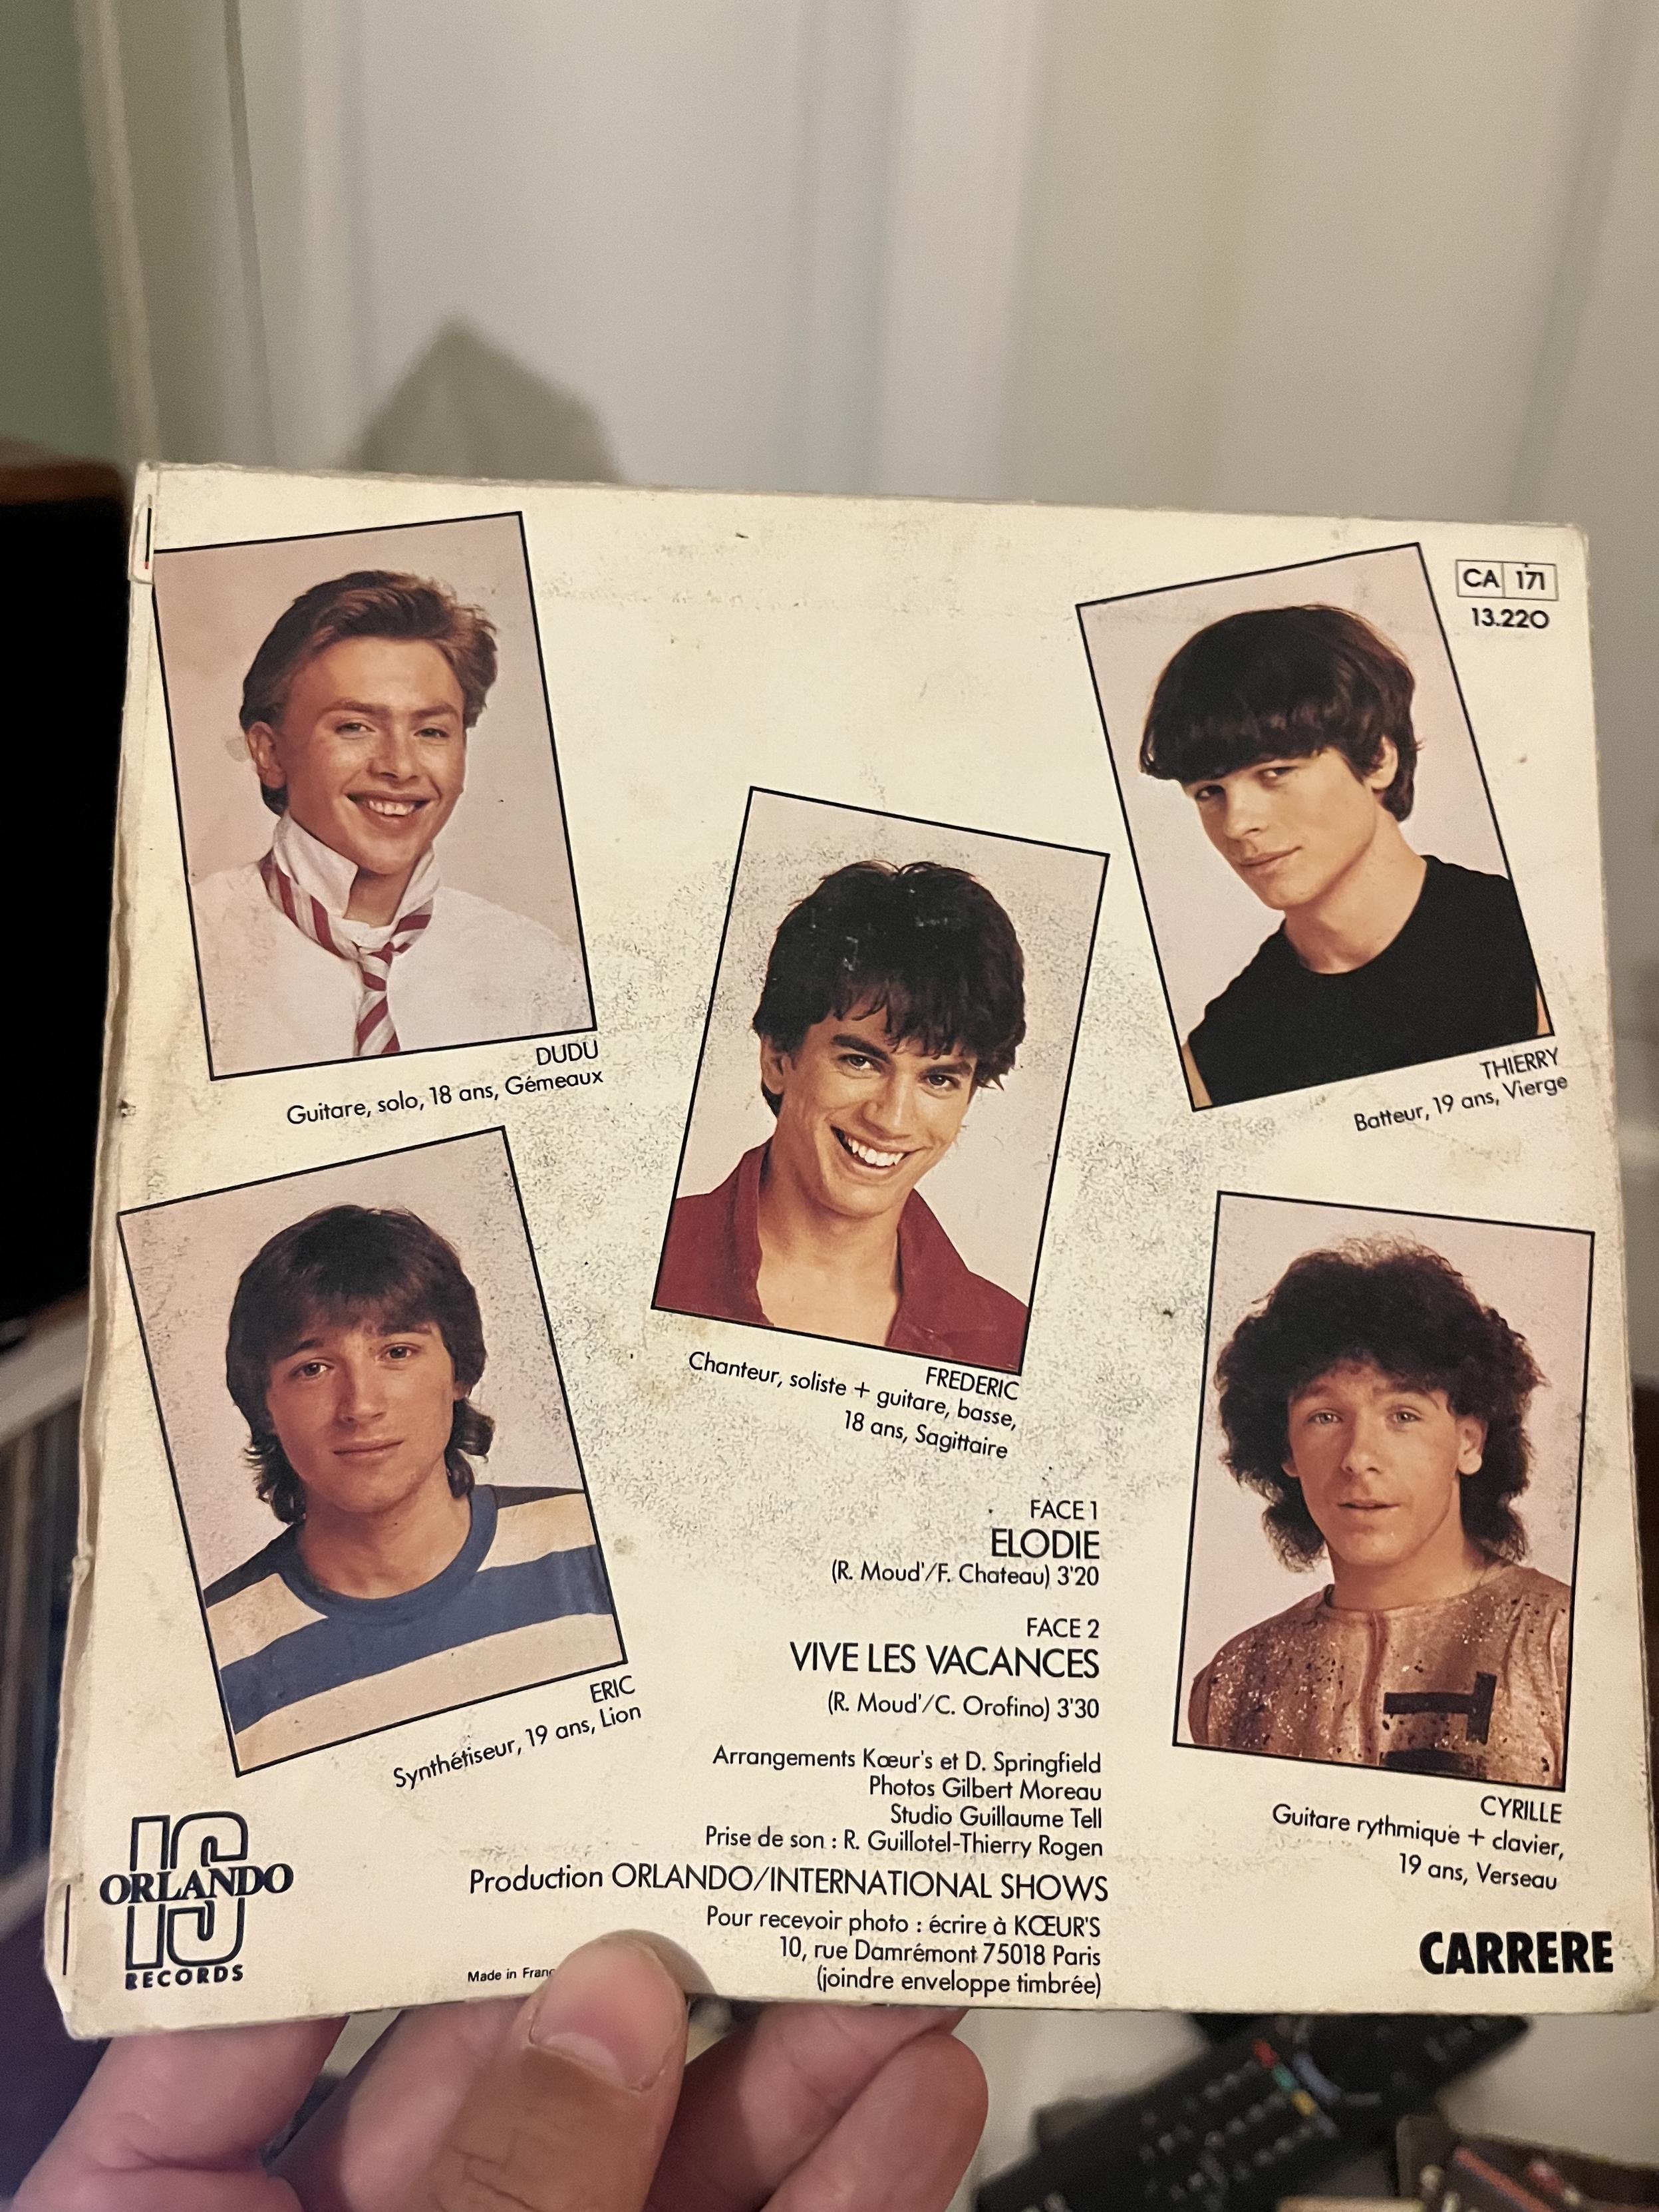 CA 171
13.220
DUDU
Guitare, solo, 18 ans, Gémeaux
THIERRY
Batteur, 19 ans, Vierge
FREDERIC
Chanteur, soliste + guitare, basse,
18 ans, Sagittaire
ERIC
Synthétiseur, 19 ans, Lion
CYRILLE
Guitare rythmique + clavier,
19 ans, Verseau
FACE 1
ELODIE
(R. Moud'/F. Chateau) 3'20
FACE 2
VIVE LES VACANCES
(R. Moud'/C. Orofino) 3'30
Arrangements Kœur's et D. Springfield
Photos Gilbert Moreau
Studio Guillaume Tell
Prise de son : R. Guillotel-Thierry Rogen
Production ORLANDO/INTERNATIONAL SHOWS
Pour recevoir photo : écrire à KŒUR'S
10, rue Damrémont 75018 Paris
(joindre enveloppe timbrée)
Made in
IS
ORLANDO
RECORDS
CARRERE